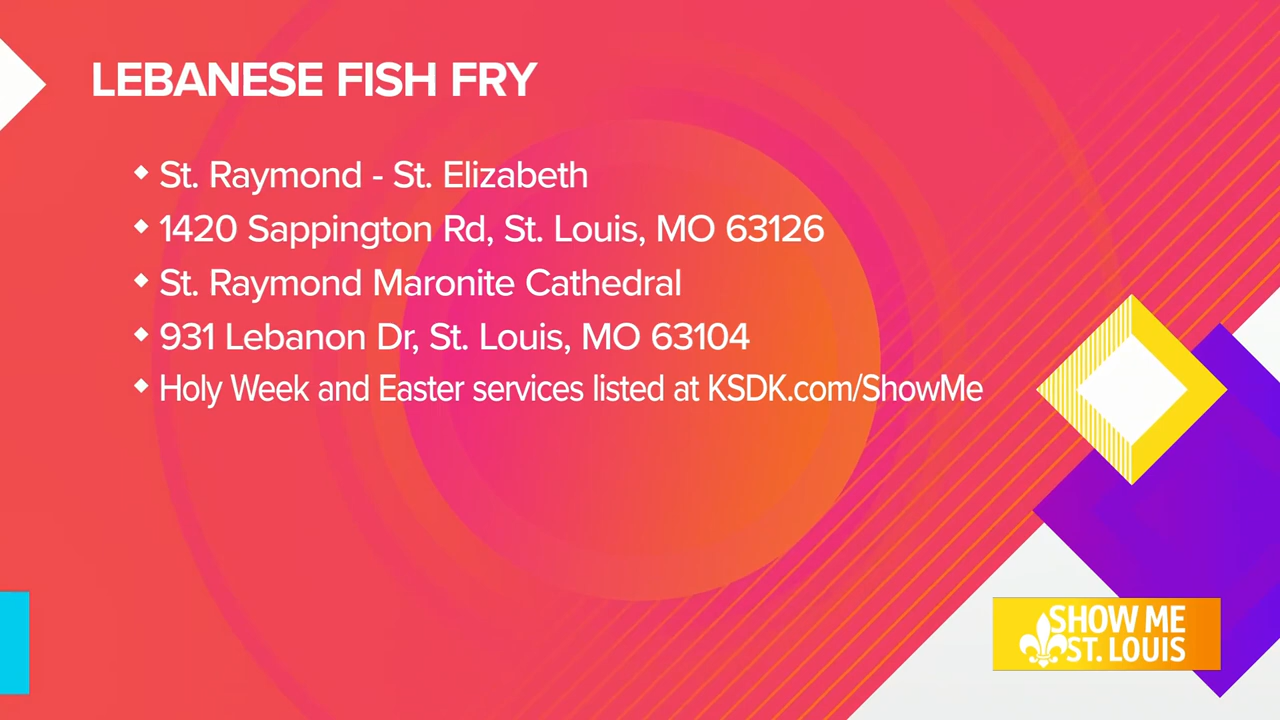 LEBANESE FISH FRY
St. Raymond - St. Elizabeth
1420 Sappington Rd, St. Louis, MO 63126
St. Raymond Maronite Cathedral
931 Lebanon Dr, St. Louis, MO 63104
Holy Week and Easter services listed at KSDK.com/ShowMe
SHOW ME
ST. LOUIS